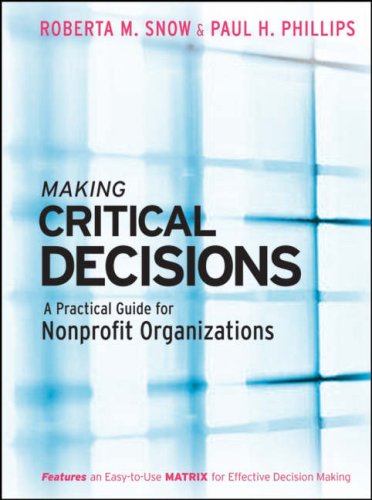 ROBERTA M. SNOW & PAUL H. PHILLIPS
MAKING
CRITICAL
DECISIONS
A Practical Guide for
Nonprofit Organizations
Features an Easy-to-Use MATRIX for Effective Decision Making